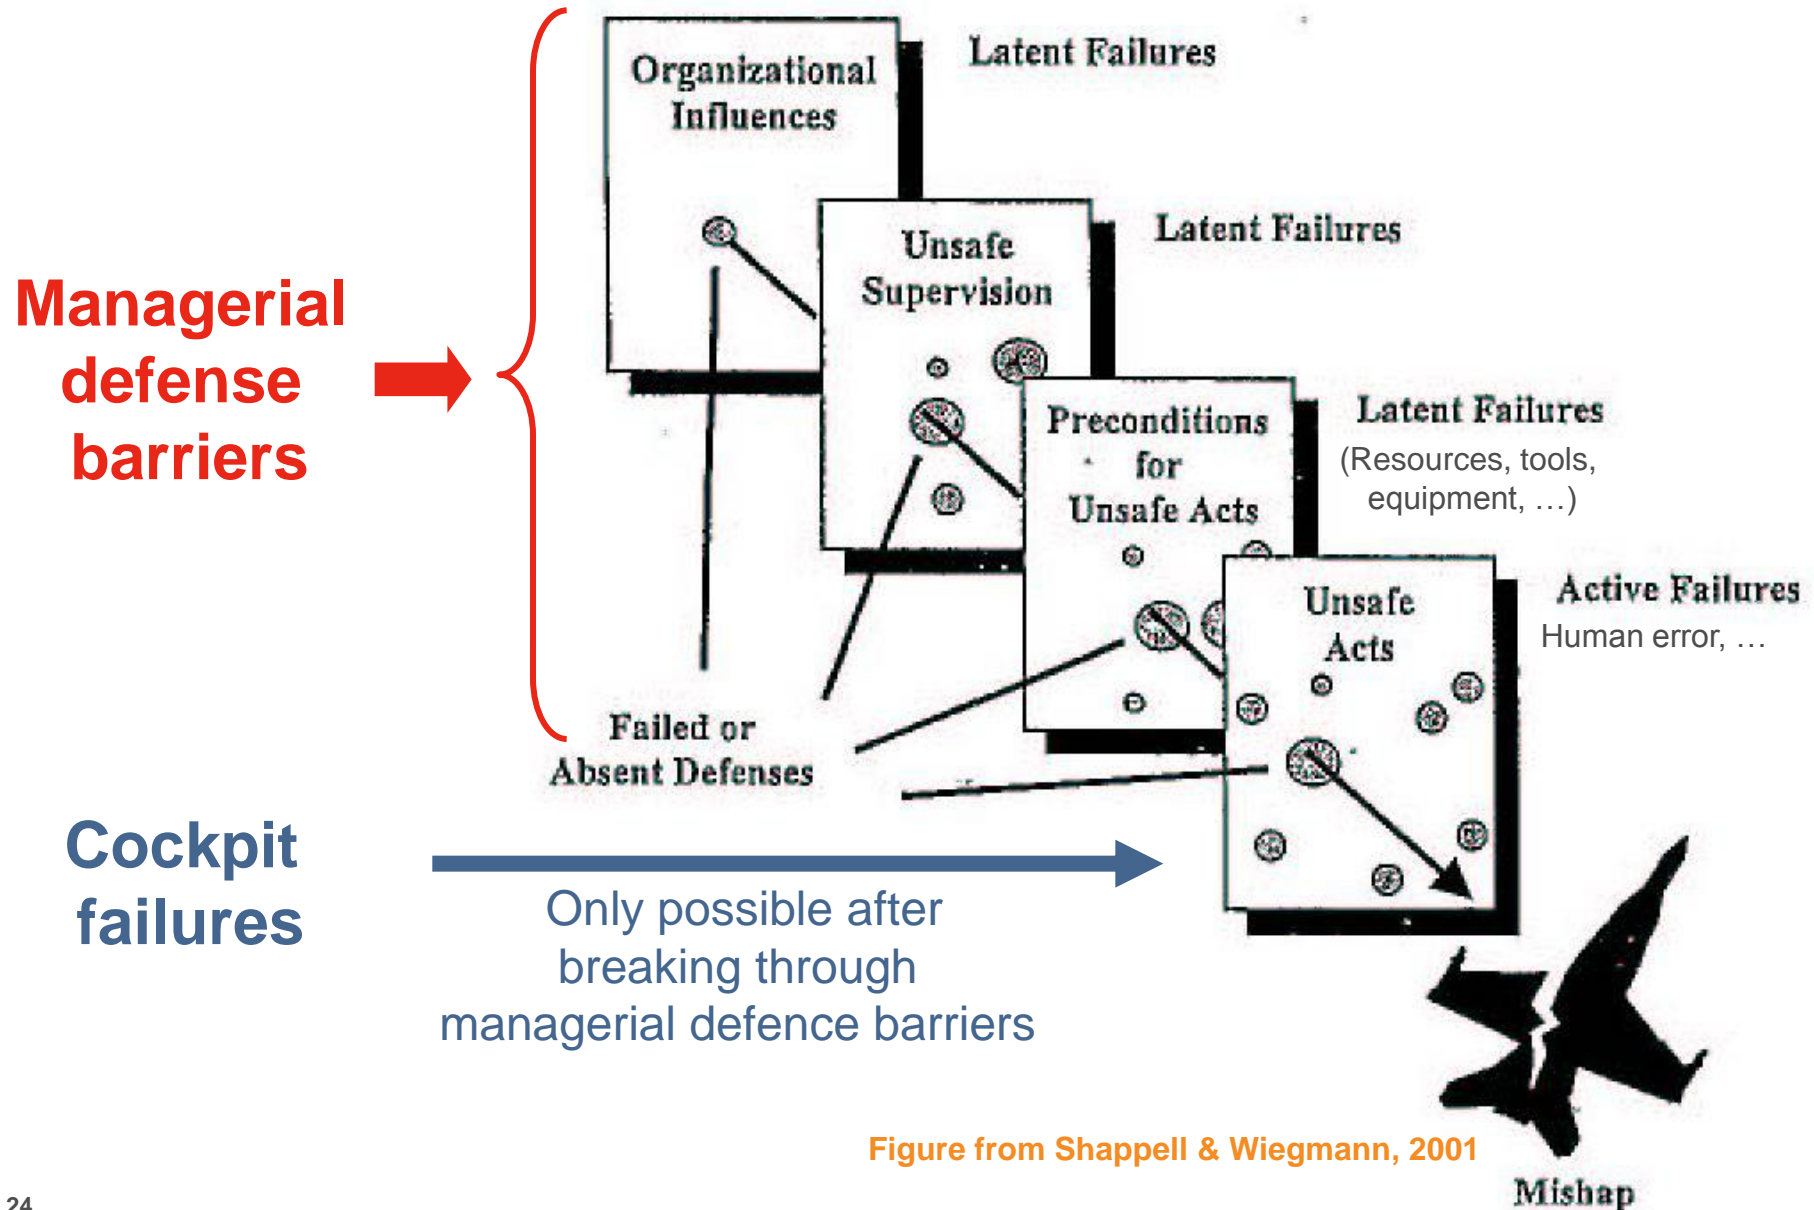 Organizational
Influences
Latent Failures
Unsafe
Supervision
Latent Failures
Managerial
defense
barriers
Preconditions
for
Unsafe Acts
Latent Failures
(Resources, tools,
equipment, …)
Unsafe
Acts
Active Failures
Human error, …
Failed or
Absent Defenses
Cockpit
failures
Only possible after
breaking through
managerial defence barriers
Figure from Shappell & Wiegmann, 2001
Mishap
24